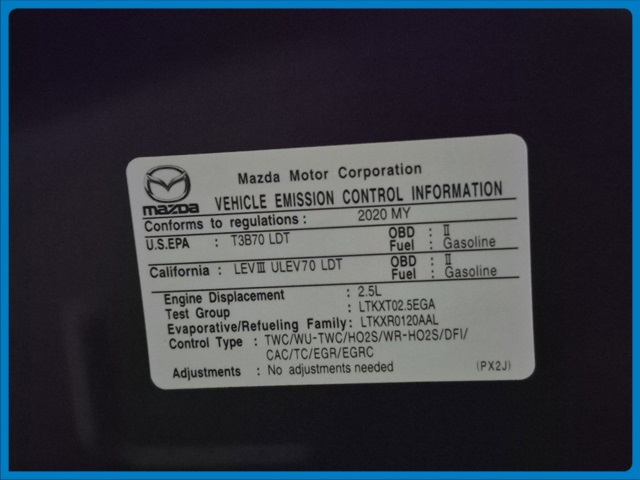 Mazda Motor Corporation
mazda VEHICLE EMISSION CONTROL INFORMATION
Conforms to regulations : 2020 MY
U.S.EPA : T3B70 LDT OBD : Ⅱ
Fuel : Gasoline
California : LEVⅢ ULEV70 LDT OBD : Ⅱ
Fuel : Gasoline
Engine Displacement : 2.5L
Test Group : LTKXT02.5EGA
Evaporative/Refueling Family: LTKXR0120AAL
Control Type : TWC/WU-TWC/HO2S/WR-HO2S/DFI/
CAC/TC/EGR/EGRC
Adjustments : No adjustments needed (PX2J)